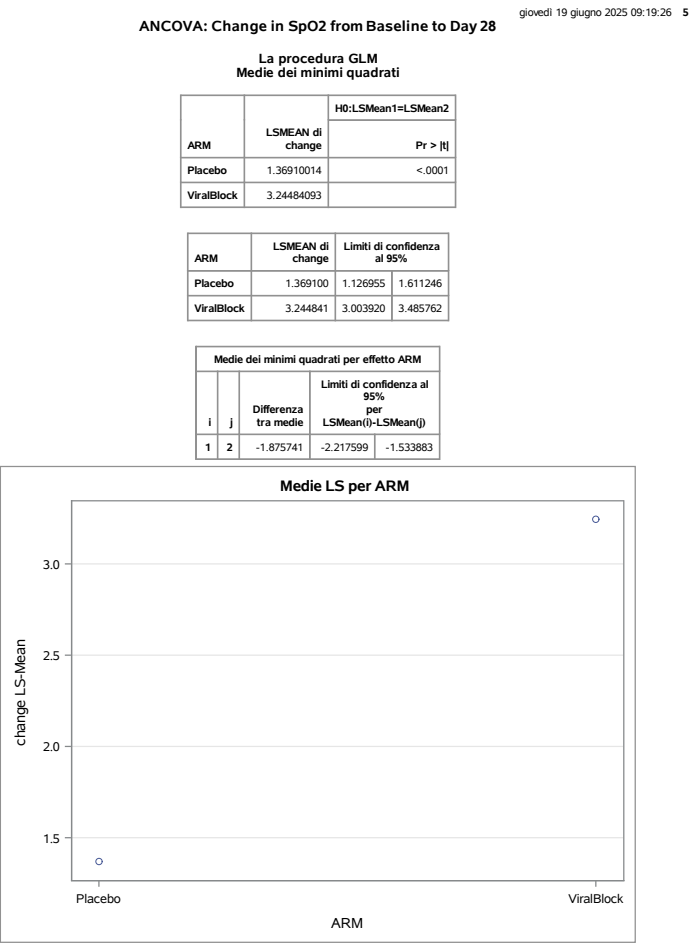 giovedì 19 giugno 2025 09:19:26 5
ANCOVA: Change in SpO2 from Baseline to Day 28
La procedura GLM
Medie dei minimi quadrati
H0:LSMean1=LSMean2
ARM LSMEAN di change Pr > |t|
Placebo 1.36910014 <.0001
ViralBlock 3.24484093
ARM LSMEAN di change Limiti di confidenza al 95%
Placebo 1.369100 1.126955 1.611246
ViralBlock 3.244841 3.003920 3.485762
Medie dei minimi quadrati per effetto ARM
i j Differenza tra medie Limiti di confidenza al 95% per LSMean(i)-LSMean(j)
1 2 -1.875741 -2.217599 -1.533883
Medie LS per ARM
change LS-Mean
3.0
2.5
2.0
1.5
Placebo ViralBlock
ARM